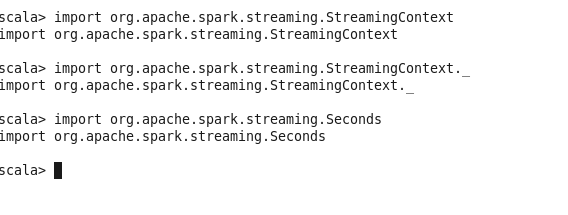 scala> import org.apache.spark.streaming.StreamingContext
import org.apache.spark.streaming.StreamingContext
scala> import org.apache.spark.streaming.StreamingContext._
import org.apache.spark.streaming.StreamingContext._
scala> import org.apache.spark.streaming.Seconds
import org.apache.spark.streaming.Seconds
scala>